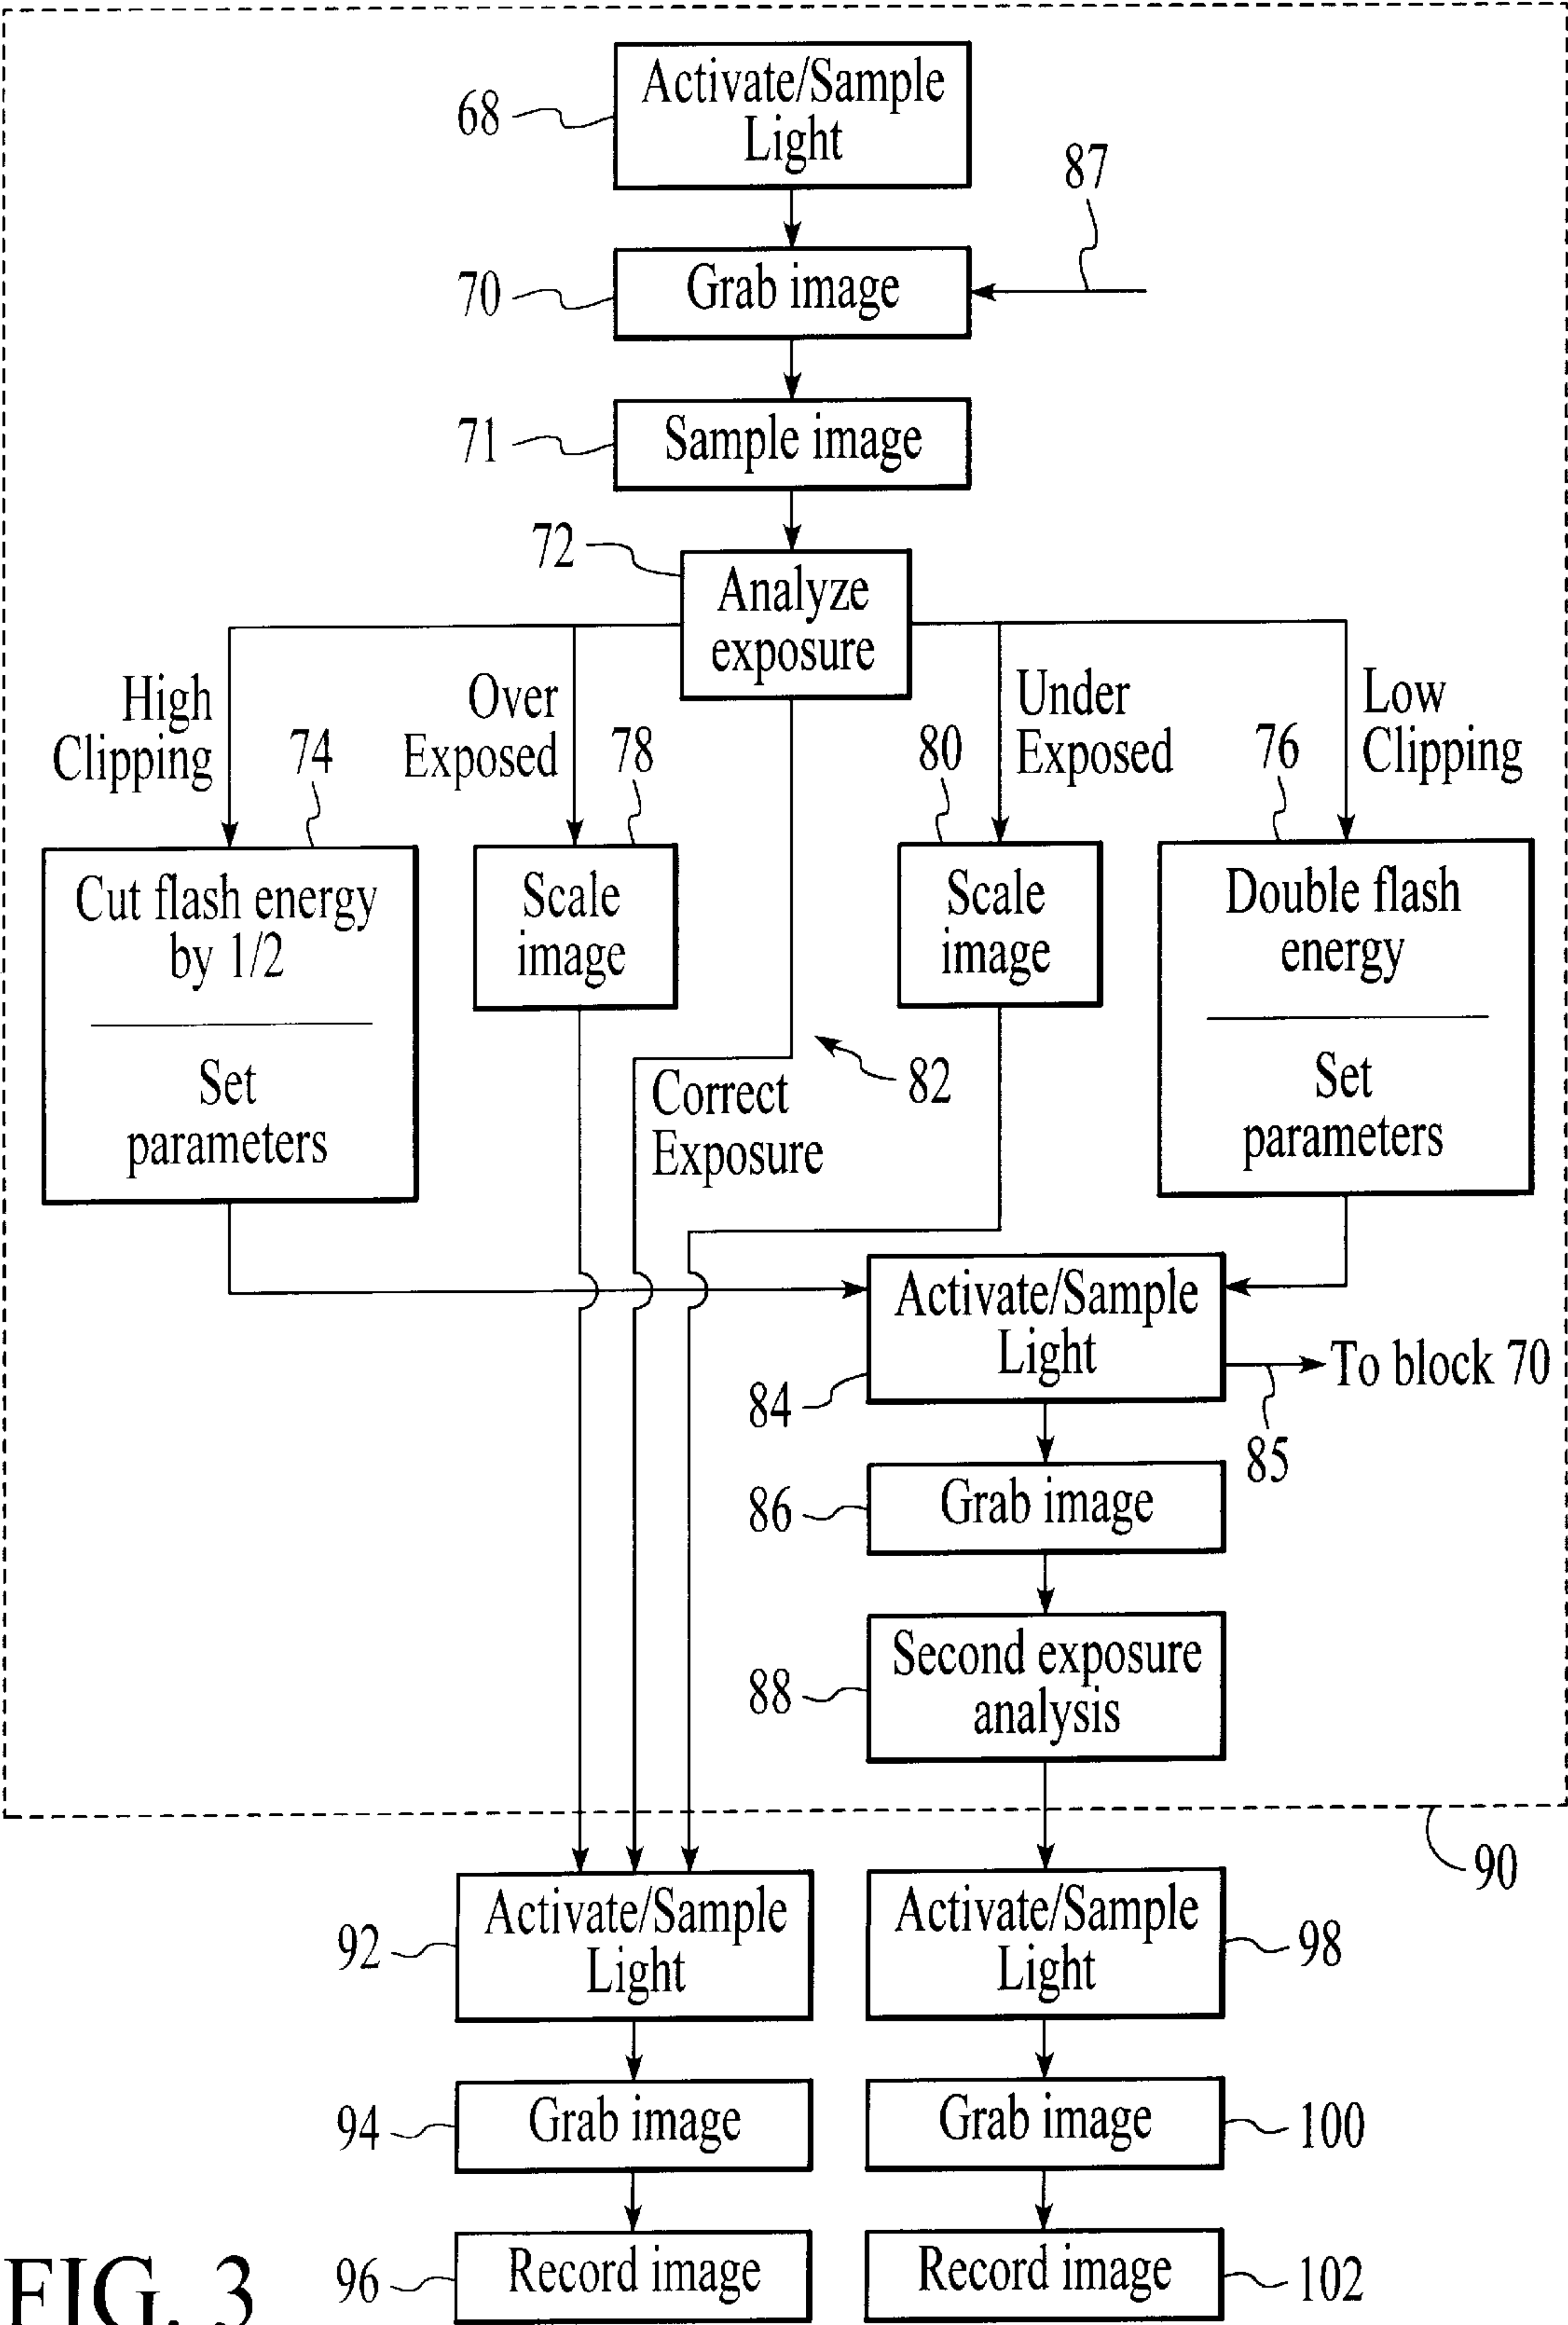 Activate/Sample
Light
68
87
Grab image
70
Sample image
71
72
Analyze
exposure
High
Clipping
74
Over
Exposed
78
80
Under
Exposed
76
Low
Clipping
Cut flash energy
by 1/2
Set
parameters
Scale
image
Scale
image
Double flash
energy
Set
parameters
82
Correct
Exposure
Activate/Sample
Light
84
To block 70
85
86
Grab image
Second exposure
analysis
88
90
92
Activate/Sample
Light
Activate/Sample
Light
98
94
Grab image
Grab image
100
96
Record image
Record image
102
FIG. 3